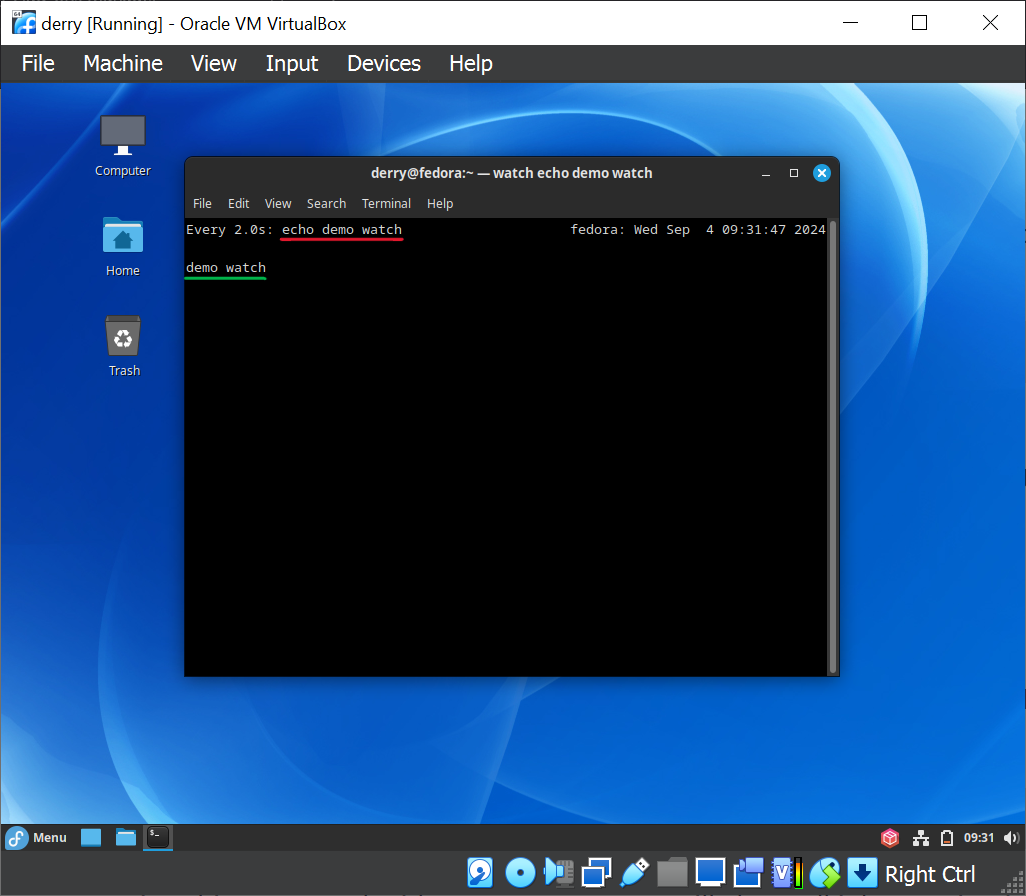 derry [Running] - Oracle VM VirtualBox
File Machine View Input Devices Help
Computer
derry@fedora:~ — watch echo demo watch
File Edit View Search Terminal Help
Every 2.0s: echo demo watch fedora: Wed Sep  4 09:31:47 2024
demo watch
Home
Trash
Menu 09:31
Right Ctrl